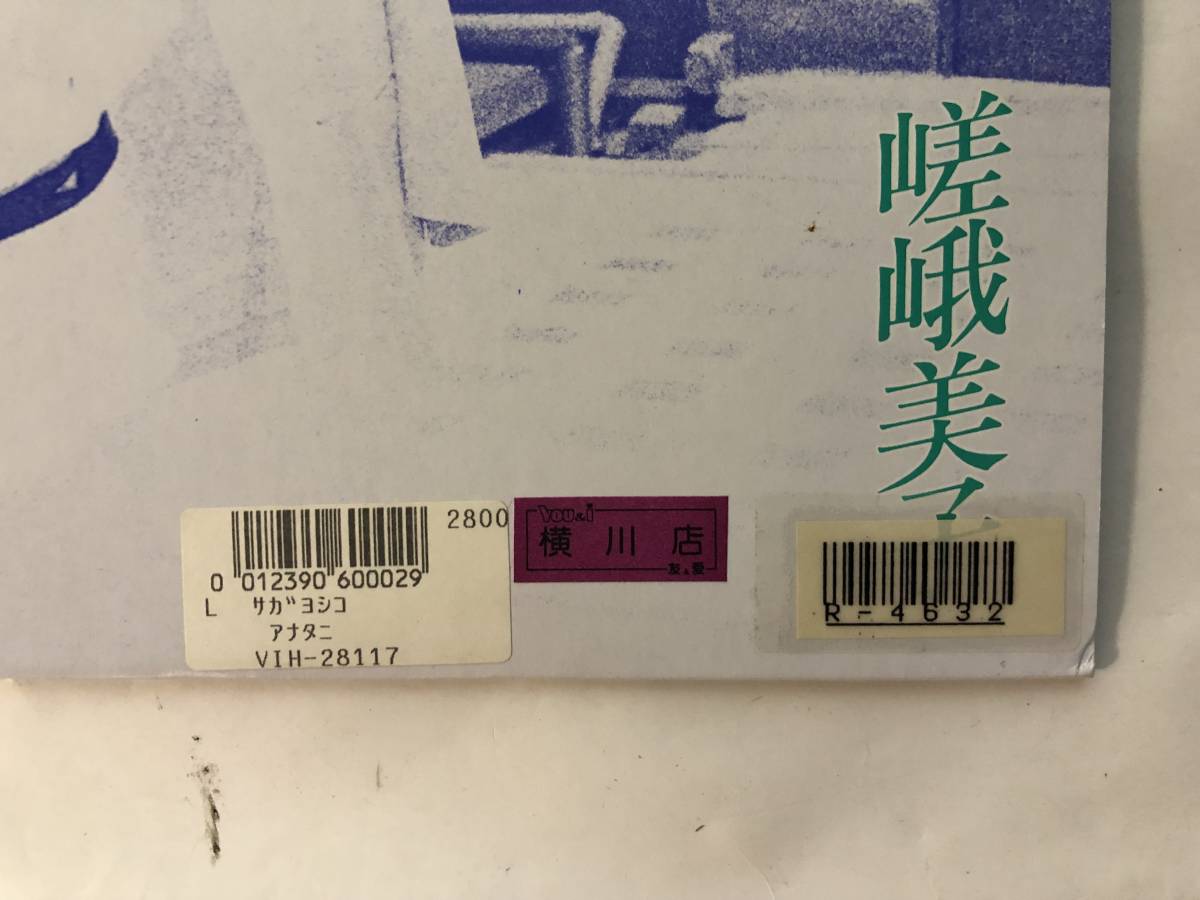 嵯峨美子
2800
0 012390 600029
L サガヨシコ
アナタニ
VIH-28117
You&i
横川店
友&愛
R-4632